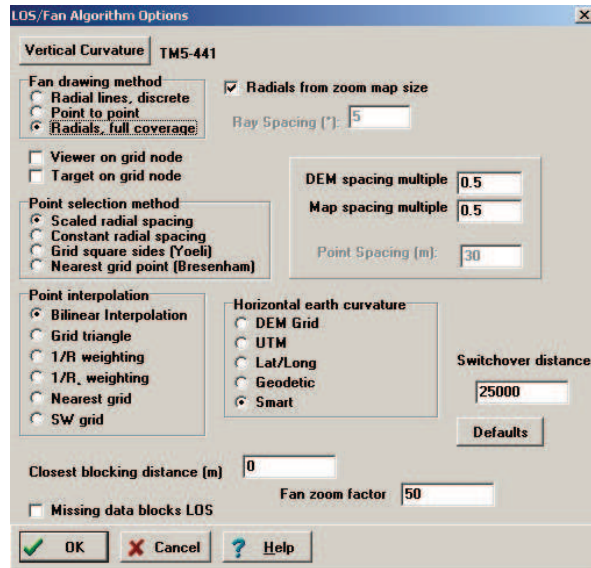 LOS/Fan Algorithm Options
Vertical Curvature TM5-441
Fan drawing method
Radial lines, discrete
Point to point
Radials, full coverage
Radials from zoom map size
Ray Spacing (°): 5
Viewer on grid node
Target on grid node
DEM spacing multiple 0.5
Map spacing multiple 0.5
Point Spacing (m): 30
Point selection method
Scaled radial spacing
Constant radial spacing
Grid square sides (Yoeli)
Nearest grid point (Bresenham)
Point interpolation
Bilinear Interpolation
Grid triangle
1/R weighting
1/R˛ weighting
Nearest grid
SW grid
Horizontal earth curvature
DEM Grid
UTM
Lat/Long
Geodetic
Smart
Switchover distance
25000
Defaults
Closest blocking distance (m) 0
Fan zoom factor 50
Missing data blocks LOS
OK Cancel ? Help